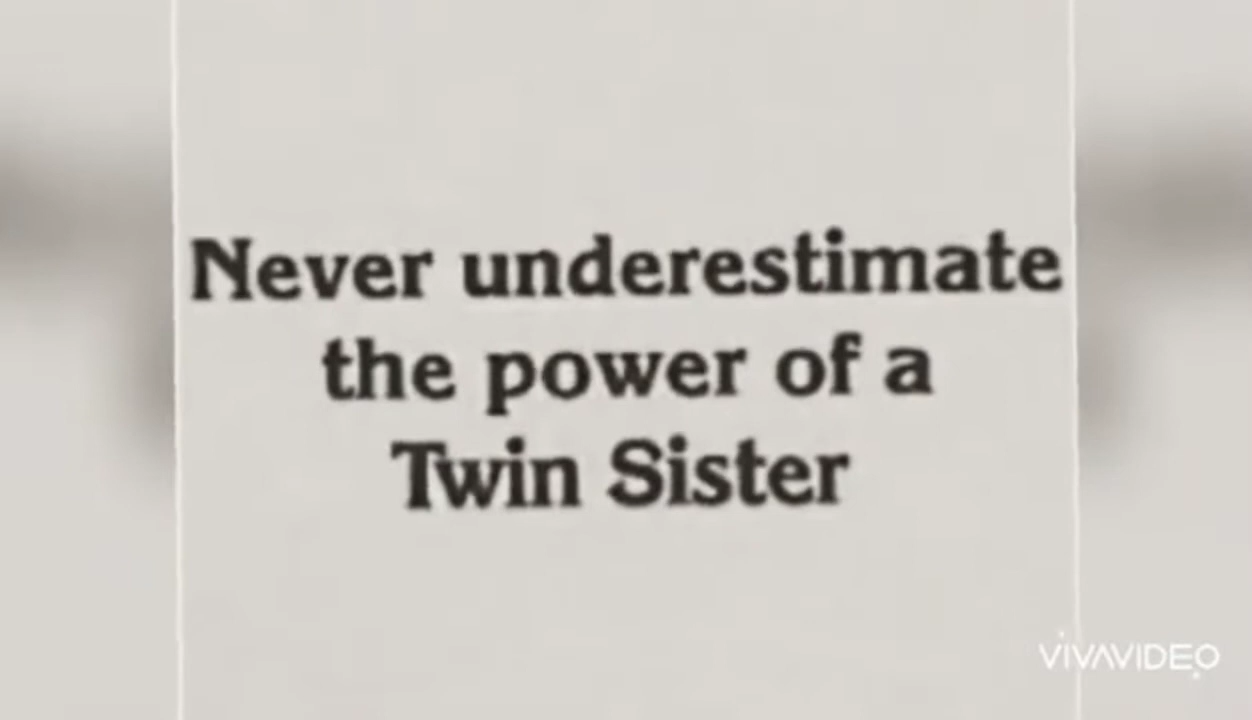 Never underestimate
the power of a
Twin Sister
VIVAVIDEO